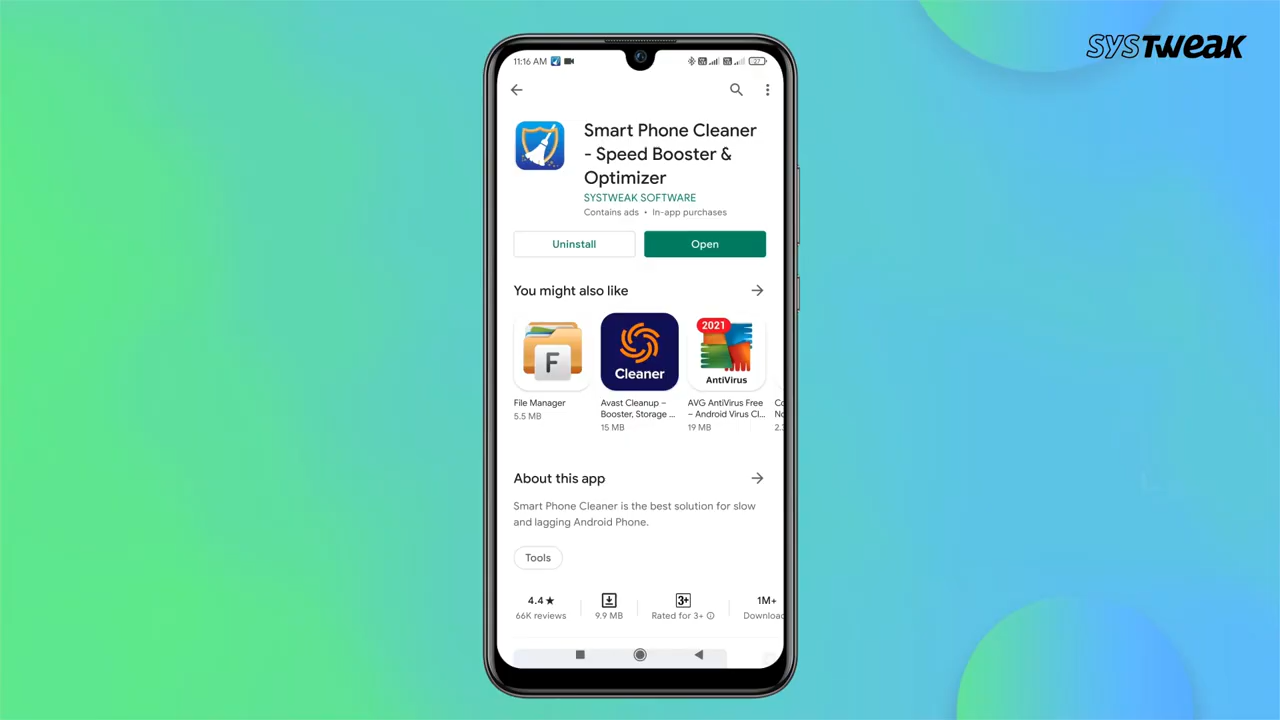 SYSTWEAK
11:16 AM
27
Smart Phone Cleaner
- Speed Booster &
Optimizer
SYSTWEAK SOFTWARE
Contains ads • In-app purchases
Uninstall
Open
You might also like
F
Cleaner
2021
AntiVirus
File Manager
5.5 MB
Avast Cleanup –
Booster, Storage ...
15 MB
AVG AntiVirus Free
– Android Virus Cl...
19 MB
About this app
Smart Phone Cleaner is the best solution for slow
and lagging Android Phone.
Tools
4.4★
66K reviews
9.9 MB
3+
Rated for 3+
1M+